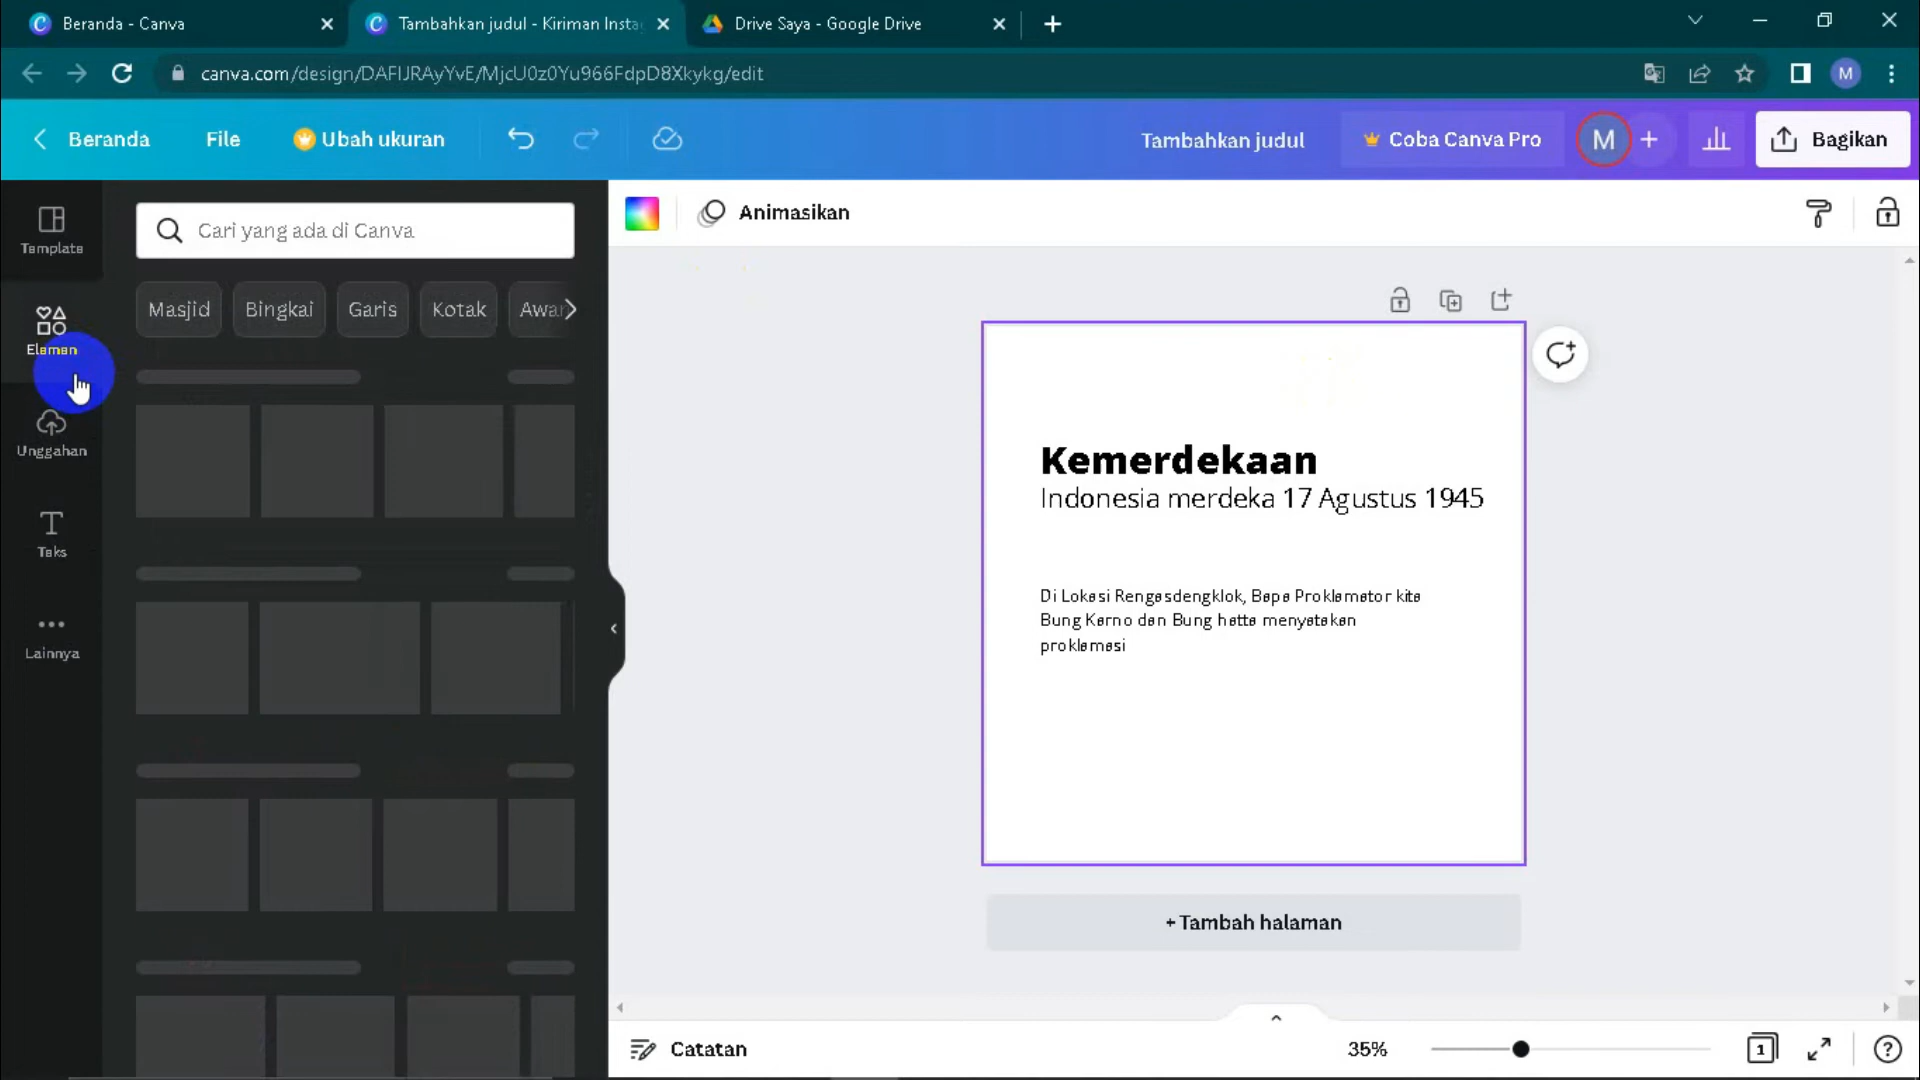 Beranda - Canva
Tambahkan judul - Kiriman Insta
Drive Saya - Google Drive
canva.com/design/DAFIJRAyYvE/MjcU0z0Yu966FdpD8Xkykg/edit
M
Beranda
File
Ubah ukuran
Tambahkan judul
Coba Canva Pro
M
Bagikan
Template
Elemen
Unggahan
Teks
Lainnya
Cari yang ada di Canva
Masjid
Bingkai
Garis
Kotak
Awan
Animasikan
Kemerdekaan
Indonesia merdeka 17 Agustus 1945
Di Lokasi Rengasdengklok, Bapa Proklamator kita
Bung Karno dan Bung hatta menyatakan
proklamasi
+ Tambah halaman
Catatan
35%
1